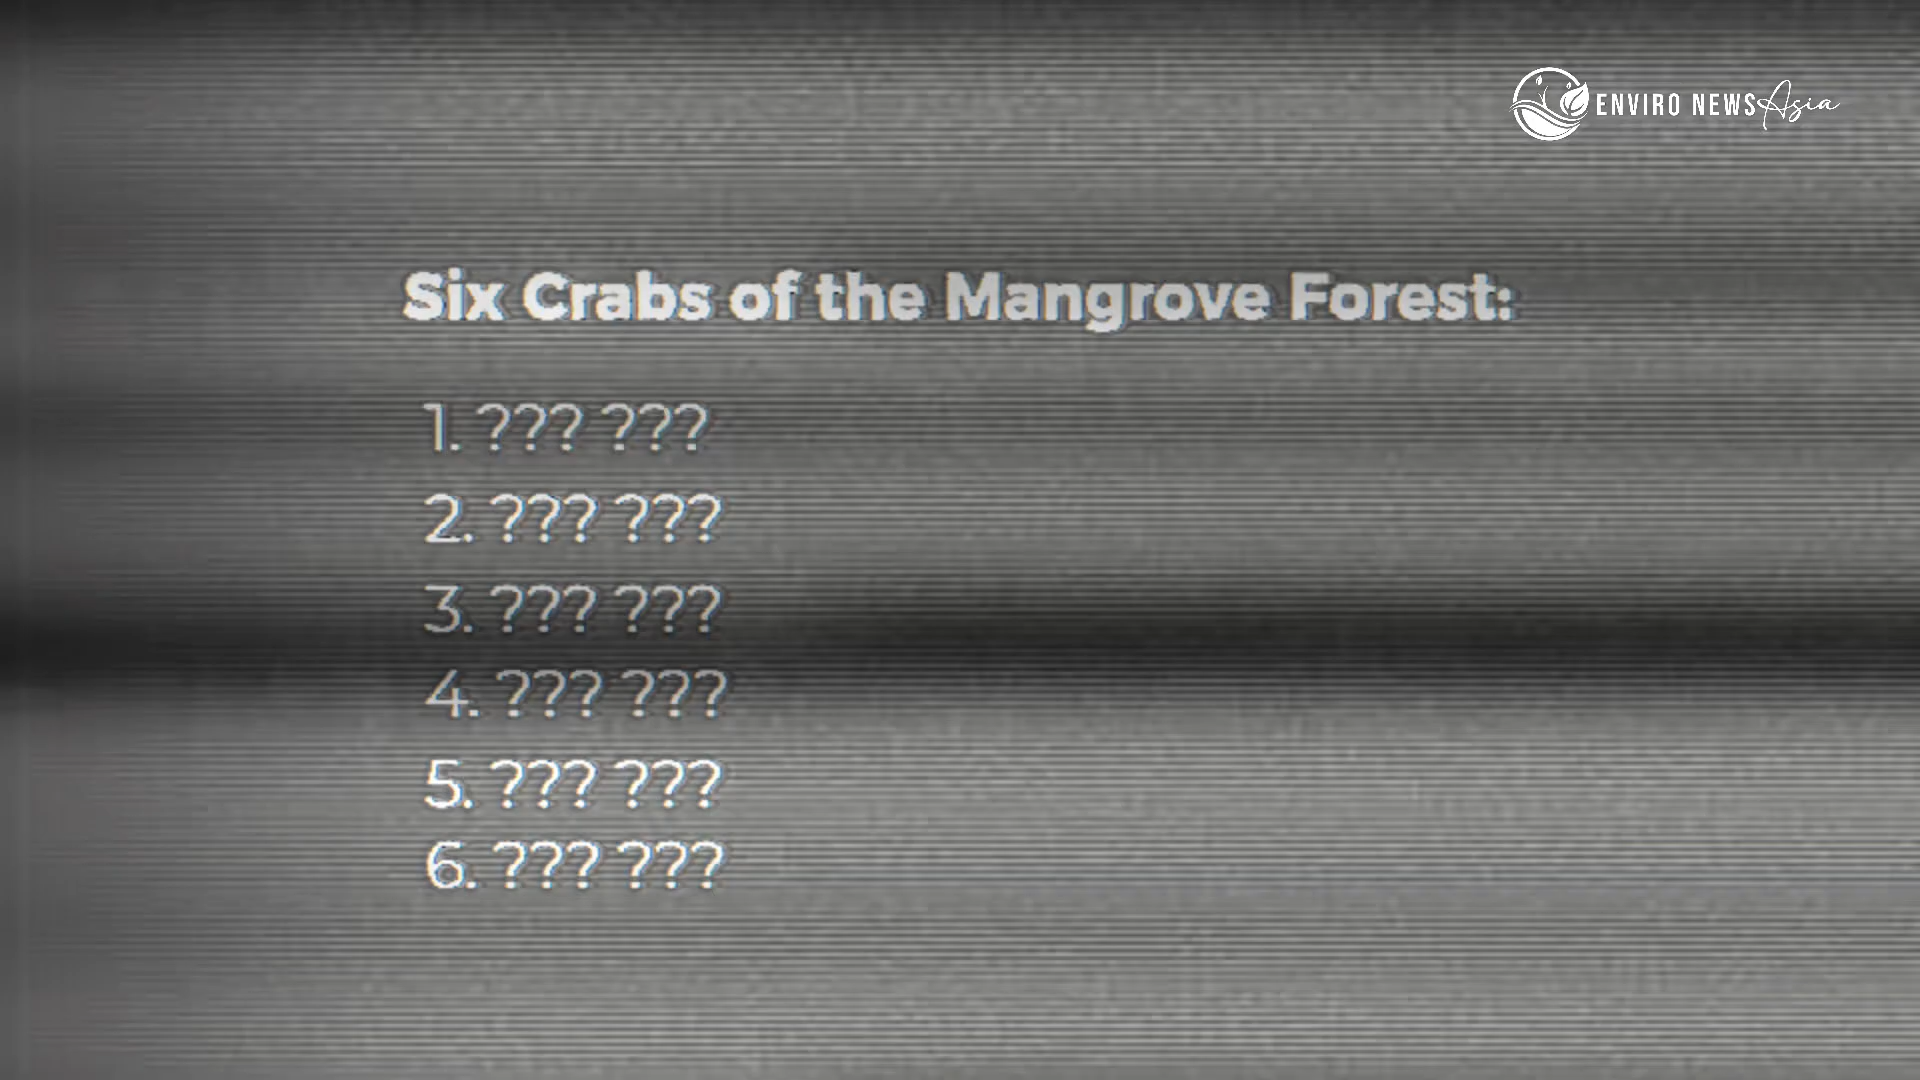 ENVIRO NEWS Asia
Six Crabs of the Mangrove Forest:
1. ??? ???
2. ??? ???
3. ??? ???
4. ??? ???
5. ??? ???
6. ??? ???